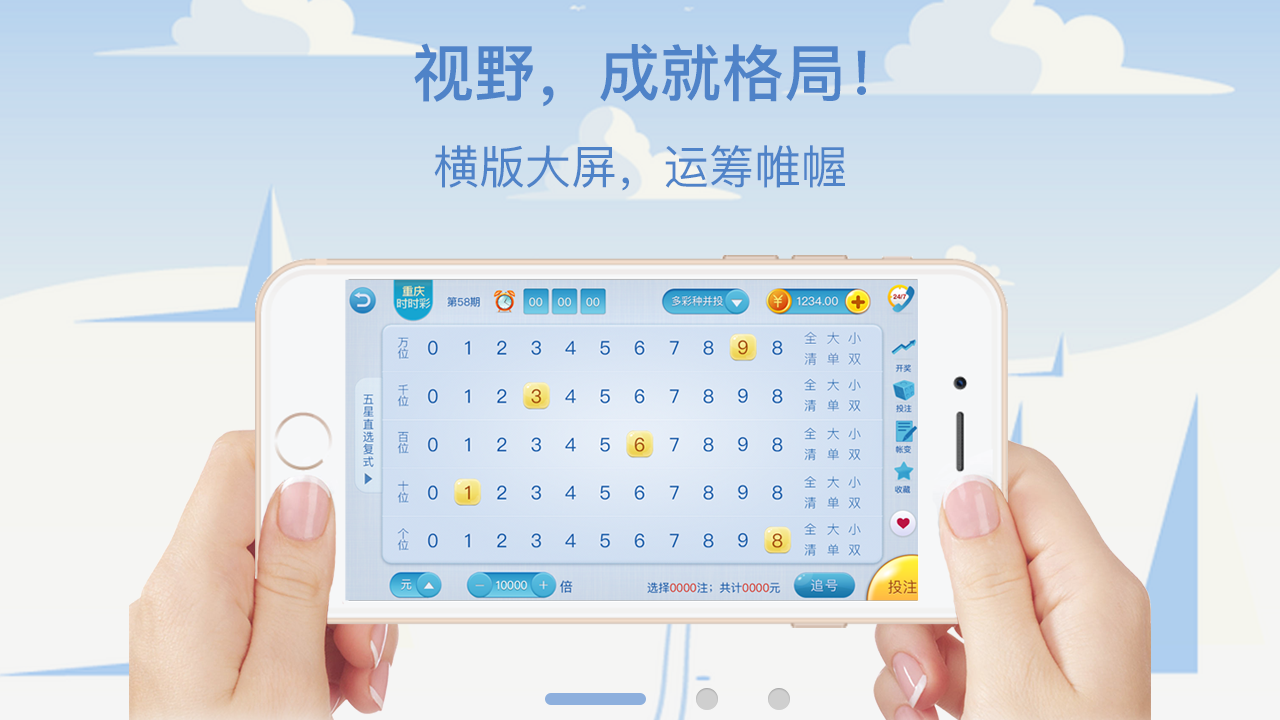 视野，成就格局！
横版大屏，运筹帷幄
重庆
时时彩
第58期
00 00 00
多彩种并投
¥ 1234.00 +
24/7
万位 0 1 2 3 4 5 6 7 8 9 8 全 大 小
清 单 双
千位 0 1 2 3 4 5 6 7 8 9 8 全 大 小
清 单 双
百位 0 1 2 3 4 5 6 7 8 9 8 全 大 小
清 单 双
十位 0 1 2 3 4 5 6 7 8 9 8 全 大 小
清 单 双
个位 0 1 2 3 4 5 6 7 8 9 8 全 大 小
清 单 双
五星直选复式
开奖
投注
帐变
收藏
元
− 10000 + 倍
选择0000注；共计0000元
追号
投注